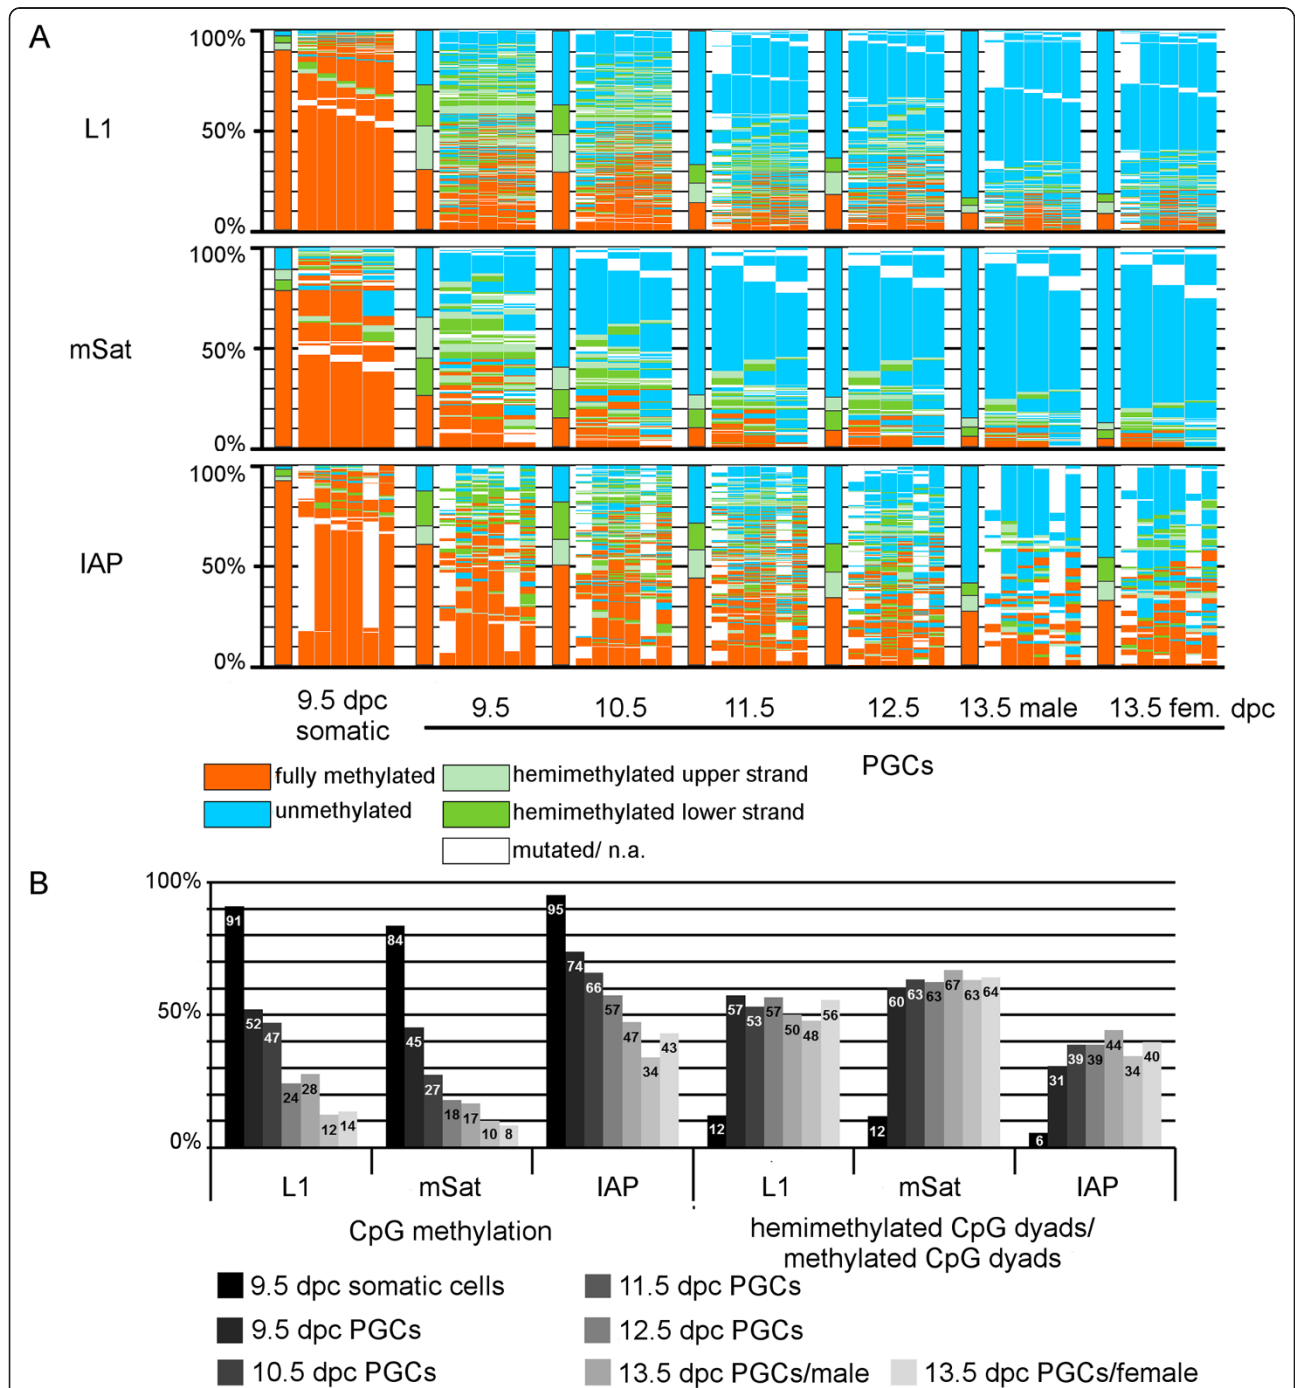 A
L1
100%
50%
0%
mSat
100%
50%
0%
IAP
100%
50%
0%
9.5 dpc
somatic
9.5
10.5
11.5
12.5
13.5 male
13.5 fem. dpc
PGCs
fully methylated
unmethylated
hemimethylated upper strand
hemimethylated lower strand
mutated/ n.a.
B
100%
50%
0%
91
52
47
24
28
12
14
84
45
27
18
17
10
8
95
74
66
57
47
34
43
12
57
53
57
50
48
56
12
60
63
63
67
63
64
6
31
39
39
44
34
40
L1
mSat
IAP
L1
mSat
IAP
CpG methylation
hemimethylated CpG dyads/
methylated CpG dyads
9.5 dpc somatic cells
9.5 dpc PGCs
10.5 dpc PGCs
11.5 dpc PGCs
12.5 dpc PGCs
13.5 dpc PGCs/male
13.5 dpc PGCs/female